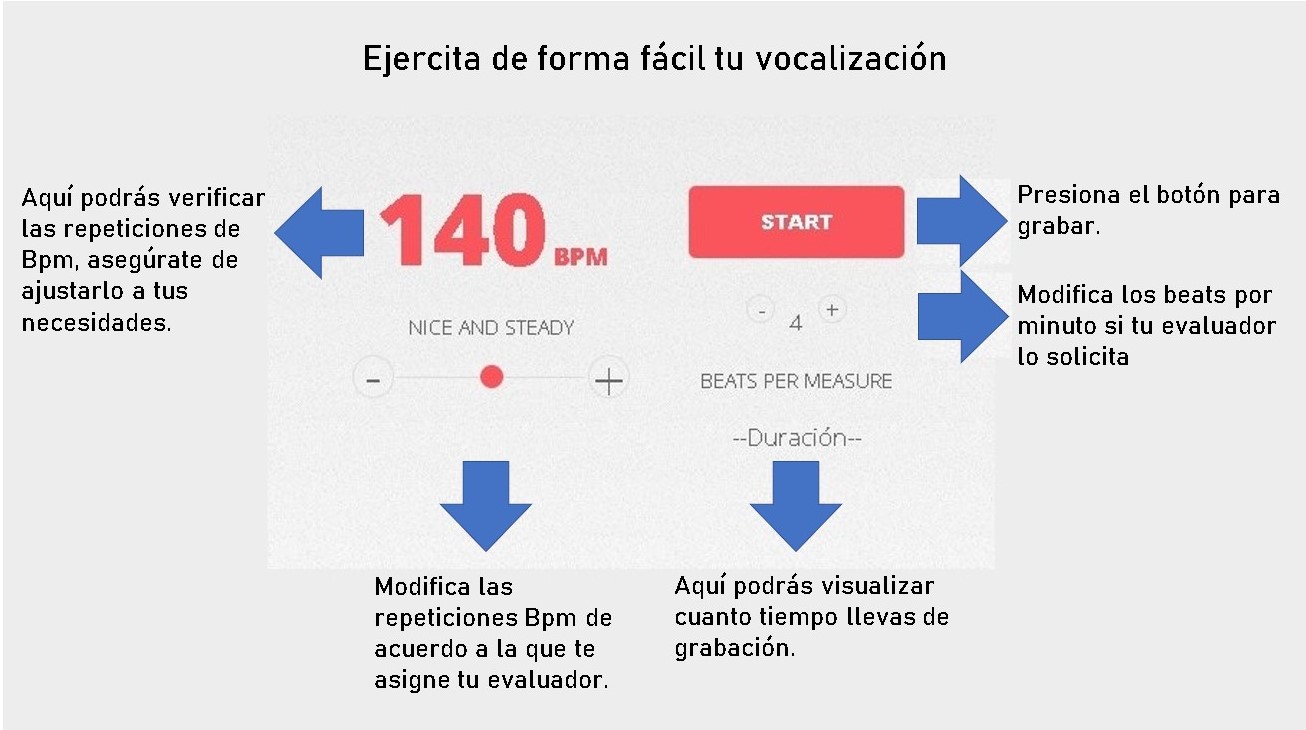 Ejercita de forma fácil tu vocalización
Aquí podrás verificar
las repeticiones de
Bpm, asegúrate de
ajustarlo a tus
necesidades.
140 BPM
NICE AND STEADY
- +
START
- 4 +
BEATS PER MEASURE
--Duración--
Presiona el botón para
grabar.
Modifica los beats por
minuto si tu evaluador
lo solicita
Modifica las
repeticiones Bpm de
acuerdo a la que te
asigne tu evaluador.
Aquí podrás visualizar
cuanto tiempo llevas de
grabación.